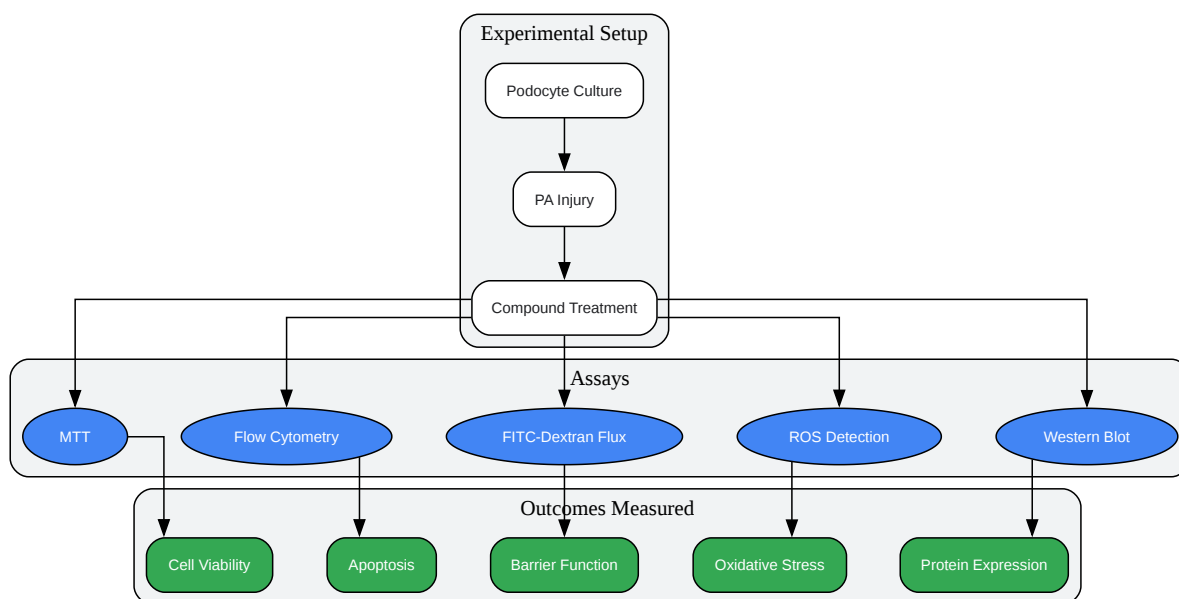 Experimental Setup
Podocyte Culture
PA Injury
Compound Treatment
Assays
MTT
Flow Cytometry
FITC-Dextran Flux
ROS Detection
Western Blot
Outcomes Measured
Cell Viability
Apoptosis
Barrier Function
Oxidative Stress
Protein Expression